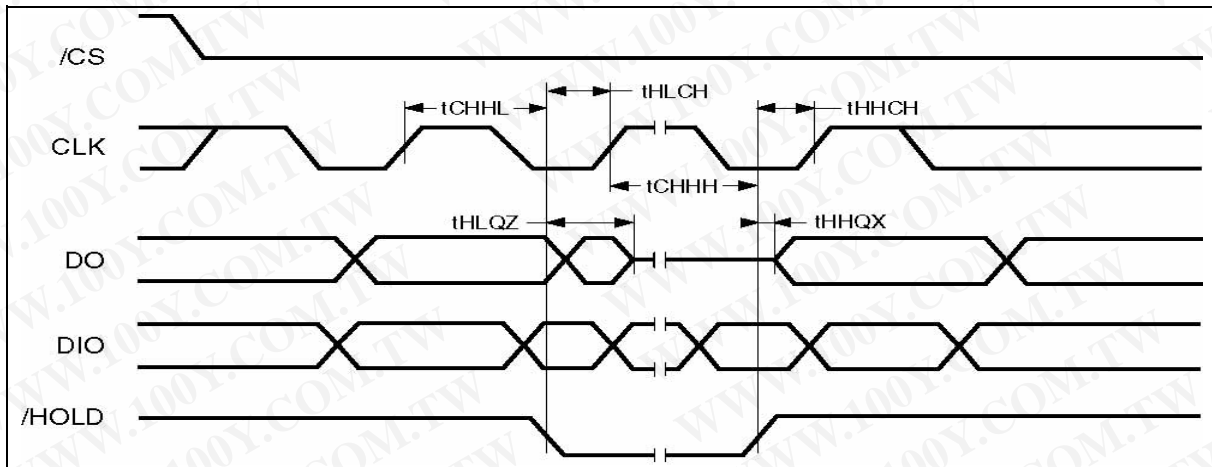 /CS
tCHHL
tHLCH
tHHCH
CLK
tCHHH
tHLQZ
tHHQX
DO
DIO
/HOLD
WWW.100Y.COM.TW